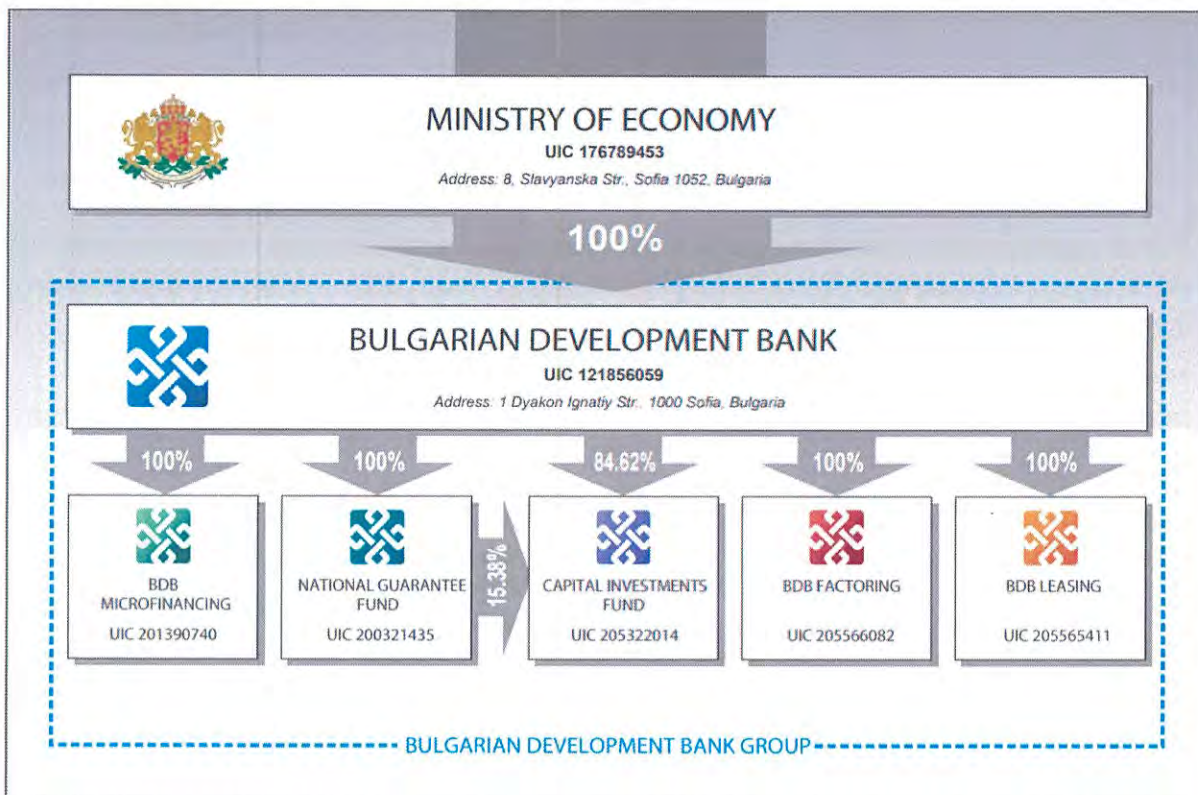 MINISTRY OF ECONOMY
UIC 176789453
Address: 8, Slavyanska Str., Sofia 1052, Bulgaria
100%
BULGARIAN DEVELOPMENT BANK
UIC 121856059
Address: 1 Dyakon Ignatiy Str., 1000 Sofia, Bulgaria
100%
100%
84.62%
100%
100%
BDB
MICROFINANCING
UIC 201390740
NATIONAL GUARANTEE
FUND
UIC 200321435
15.38%
CAPITAL INVESTMENTS
FUND
UIC 205322014
BDB FACTORING
UIC 205566082
BDB LEASING
UIC 205565411
BULGARIAN DEVELOPMENT BANK GROUP